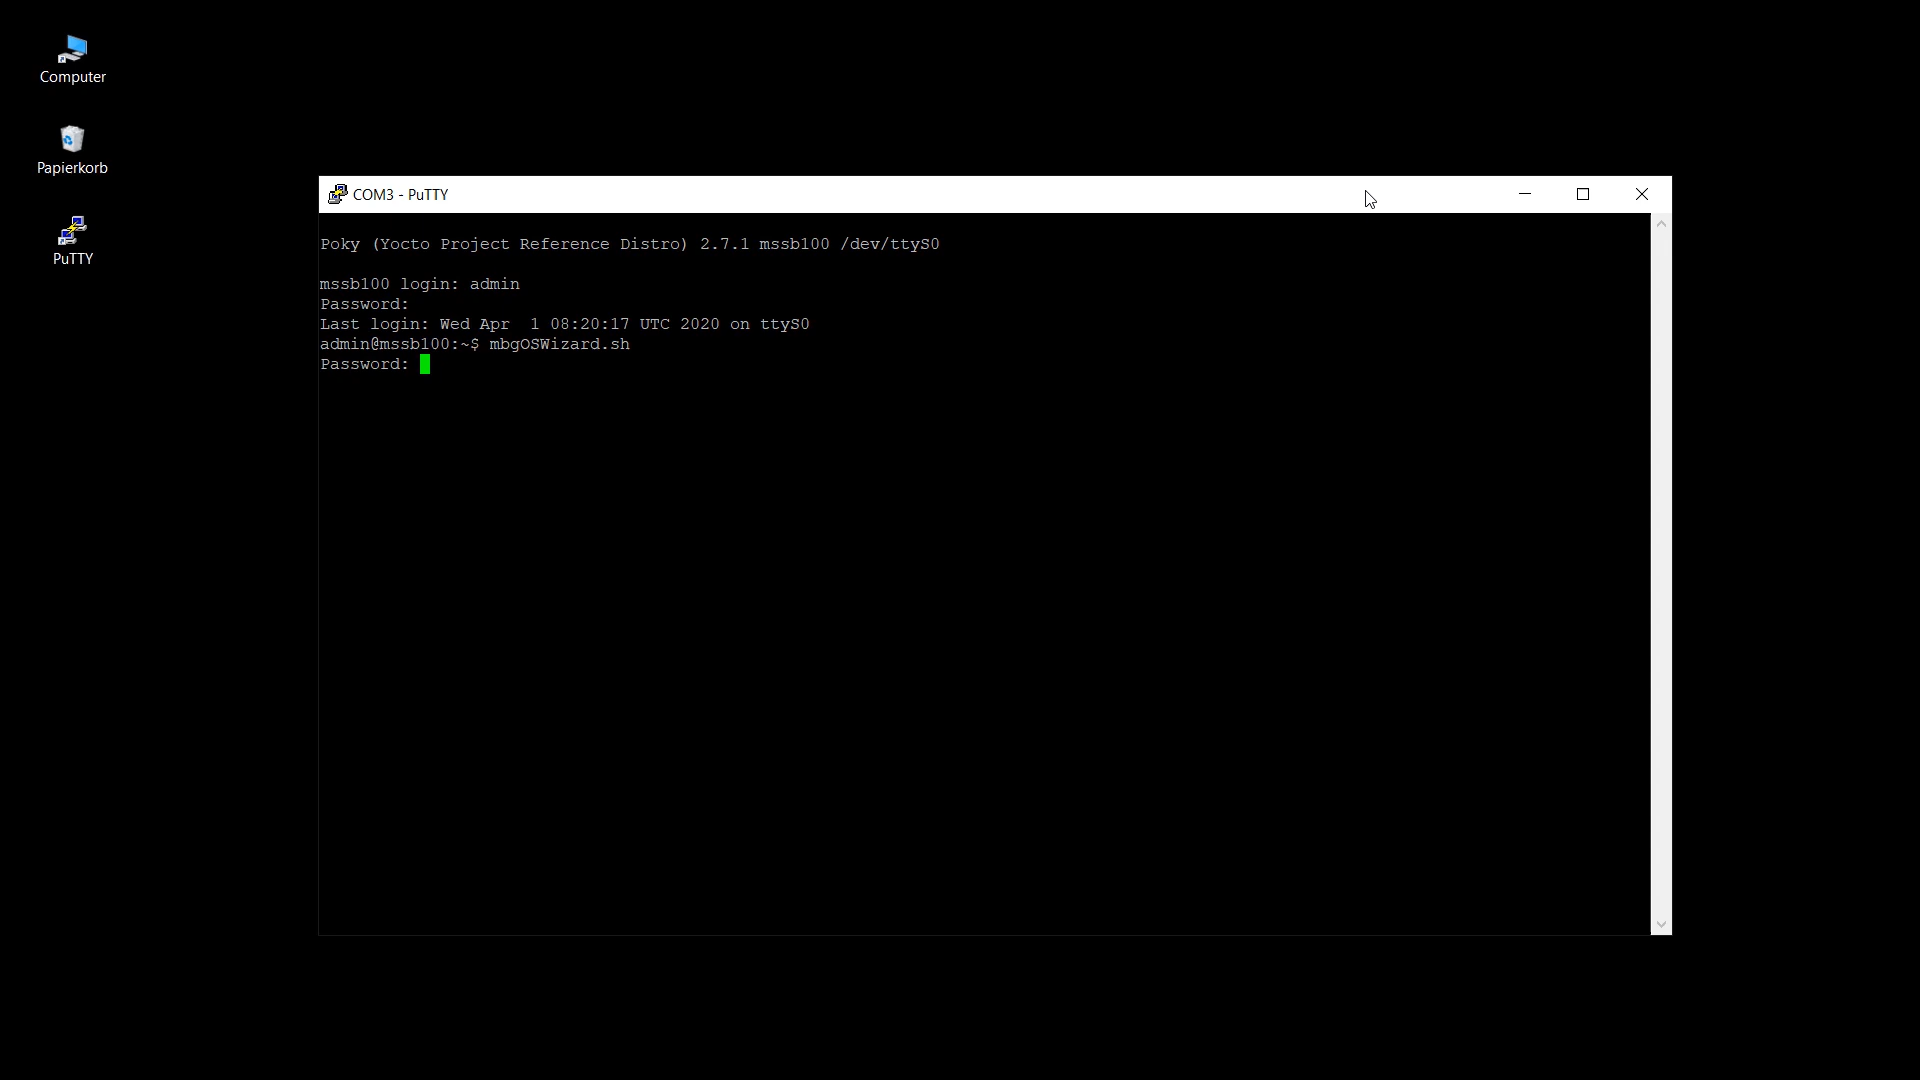 Computer
Papierkorb
PuTTY
COM3 - PuTTY
Poky (Yocto Project Reference Distro) 2.7.1 mssb100 /dev/ttyS0
mssb100 login: admin
Password:
Last login: Wed Apr  1 08:20:17 UTC 2020 on ttyS0
admin@mssb100:~$ mbgOSWizard.sh
Password: